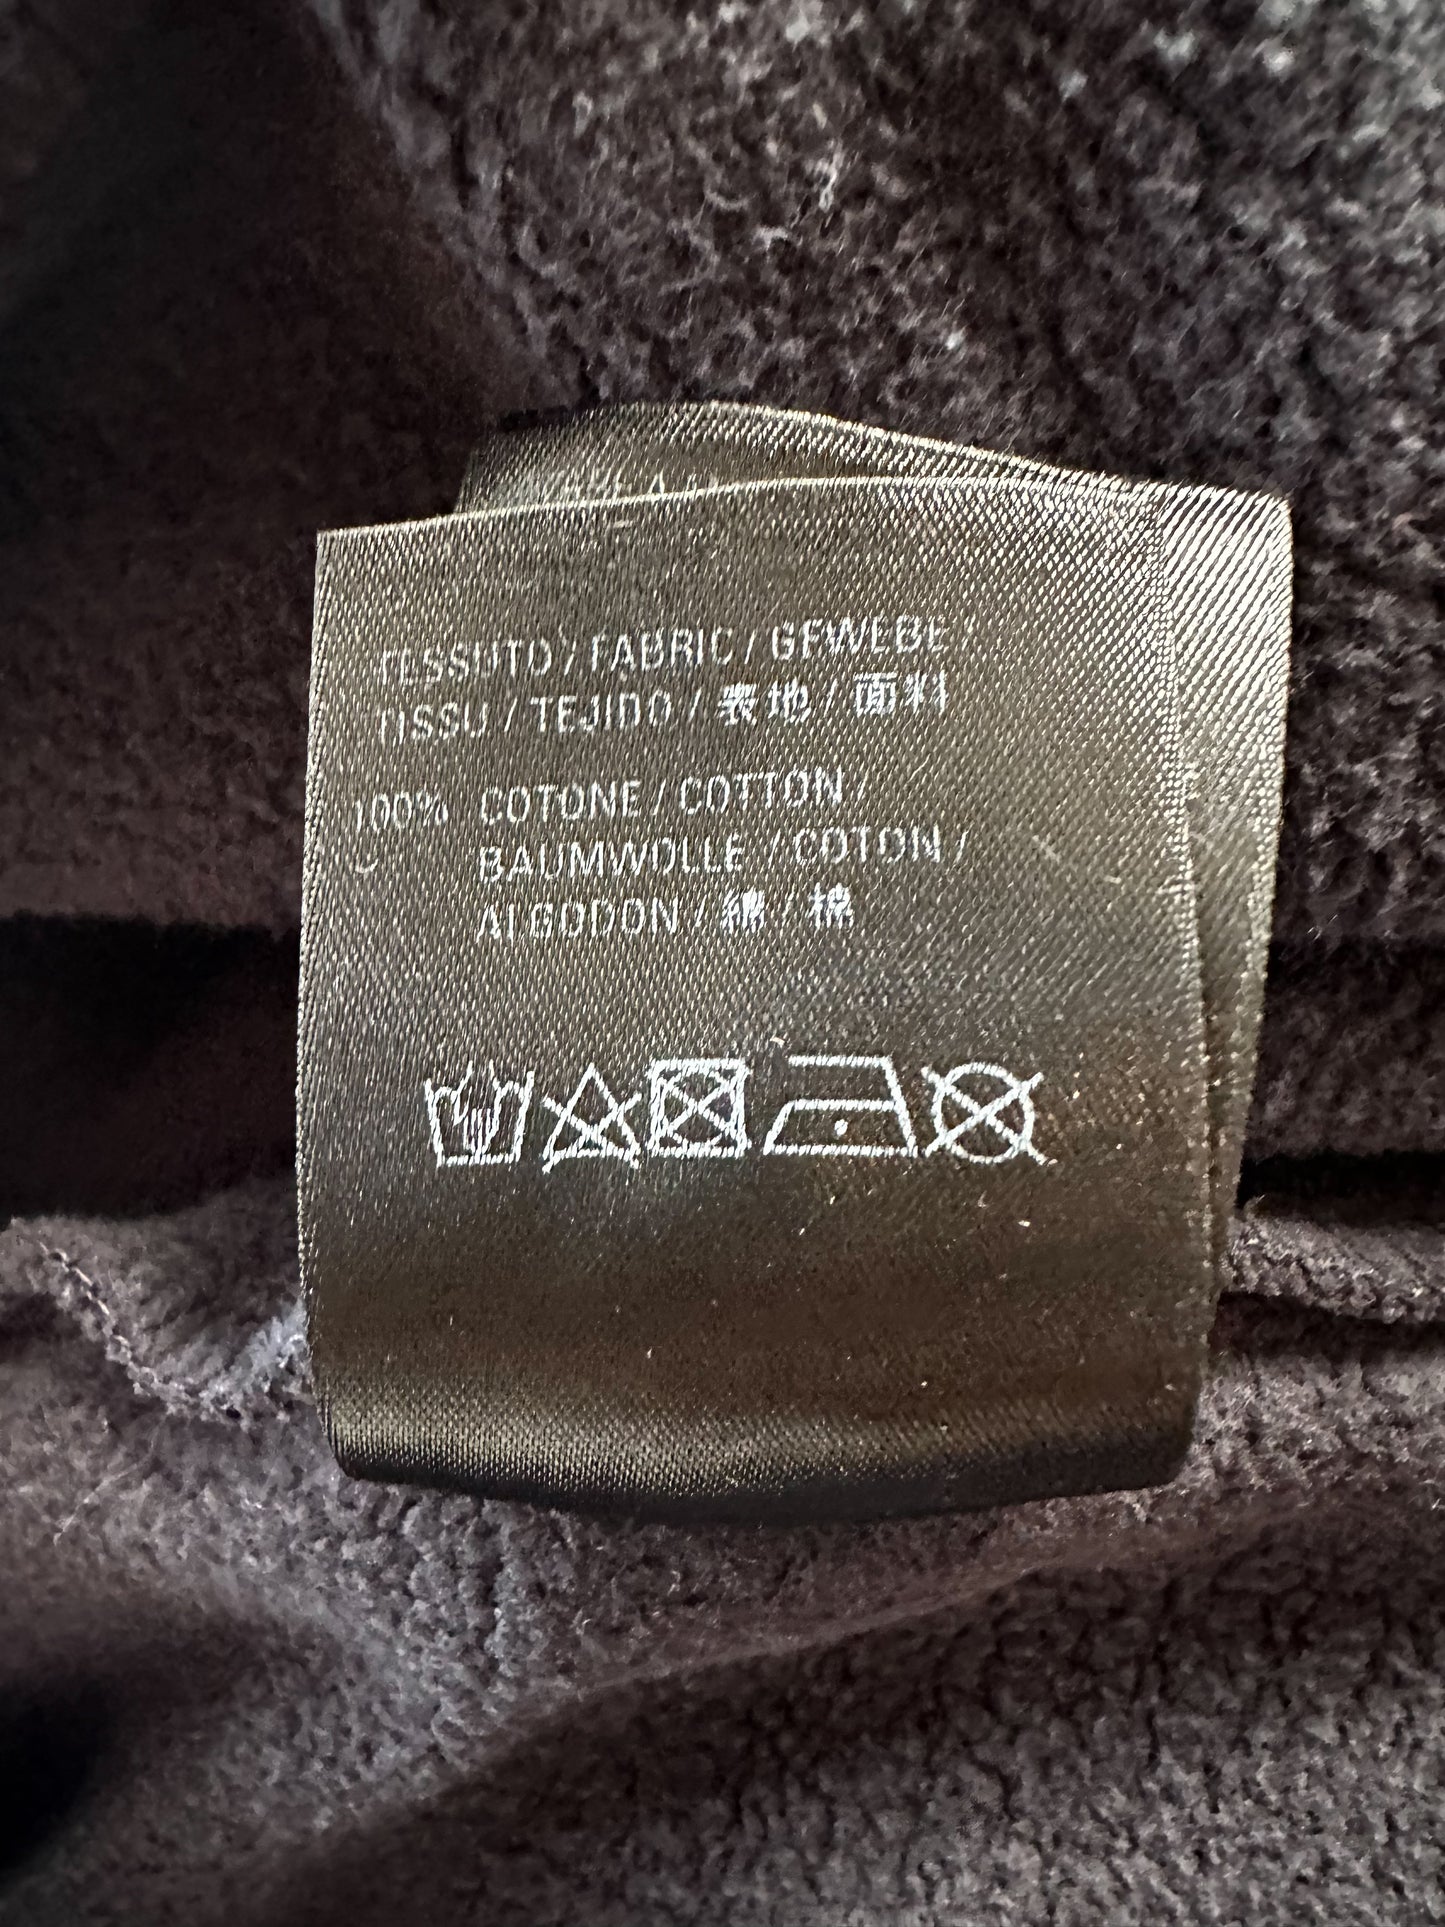 TESSUTO / FABRIC / GEWEBE /
TISSU / TEJIDO / 表地 / 面料
100% COTONE / COTTON /
BAUMWOLLE / COTON /
ALGODON / 綿 / 棉